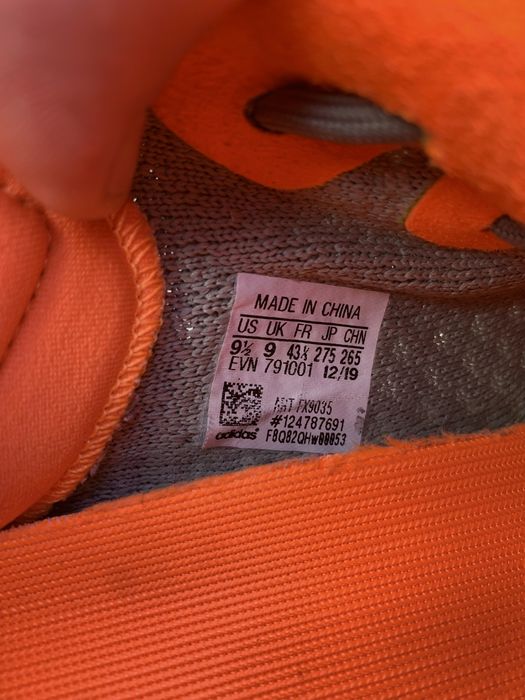 MADE IN CHINA
US UK FR JP CHN
9½ 9 43⅓ 275 265
EVN 791001 12/19
ART FX9035
#124787691
adidas F8Q82QHW00053